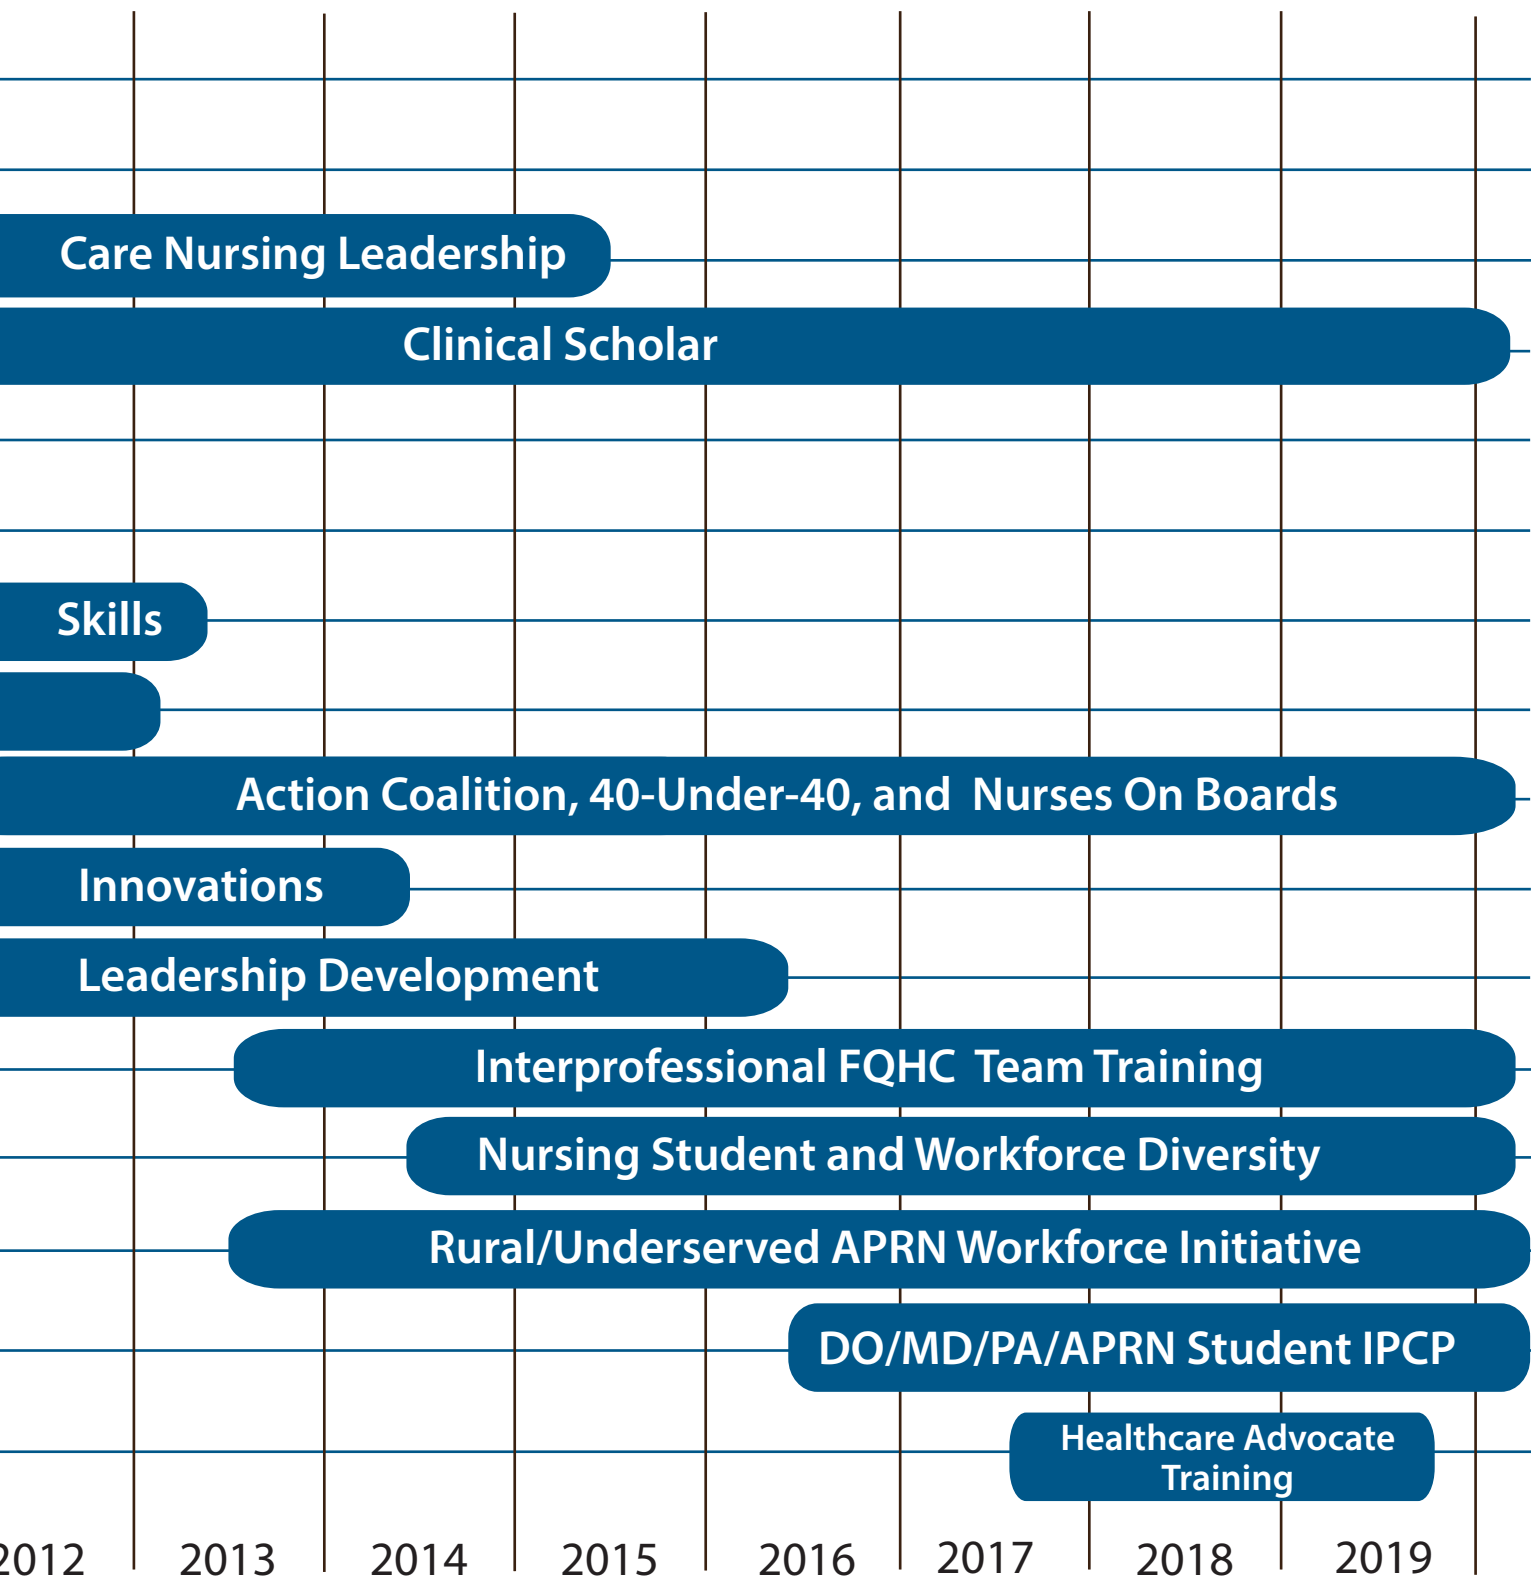 Care Nursing Leadership
Clinical Scholar
Skills
Action Coalition, 40-Under-40, and  Nurses On Boards
Innovations
Leadership Development
Interprofessional FQHC  Team Training
Nursing Student and Workforce Diversity
Rural/Underserved APRN Workforce Initiative
DO/MD/PA/APRN Student IPCP
Healthcare Advocate
Training
2012 2013 2014 2015 2016 2017 2018 2019